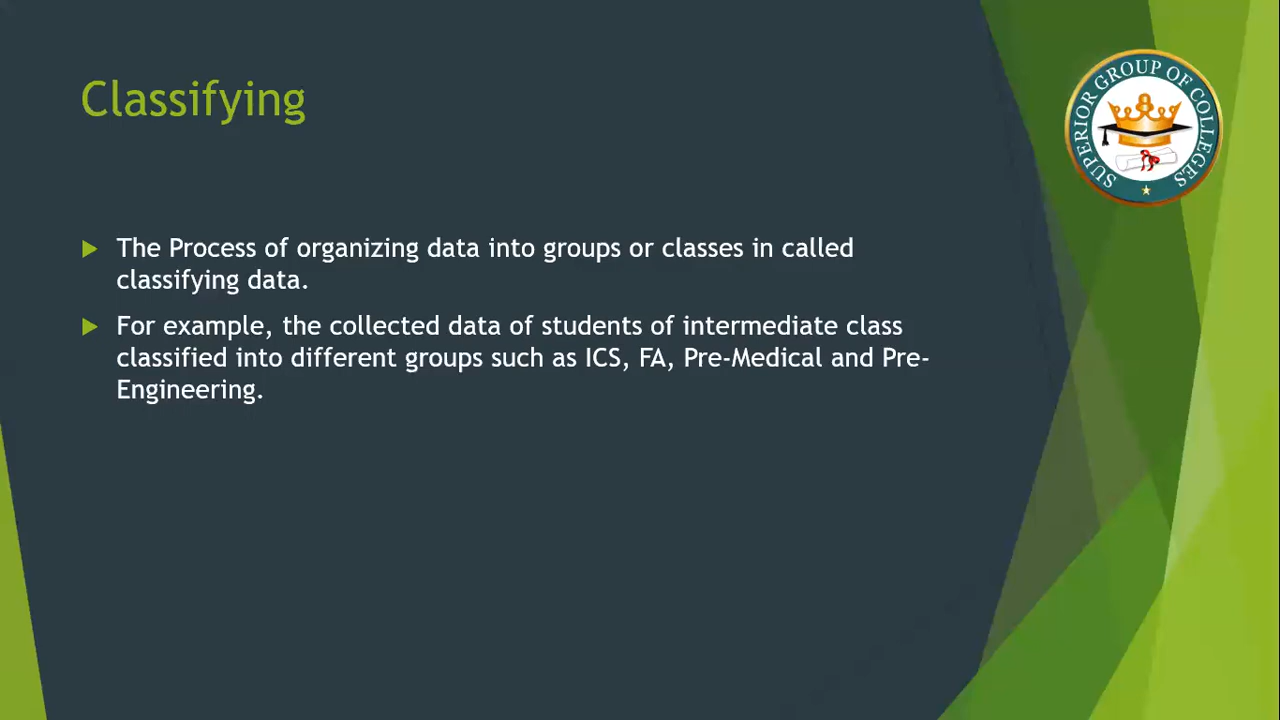 Classifying
SUPERIOR GROUP OF COLLEGES
The Process of organizing data into groups or classes in called
classifying data.
For example, the collected data of students of intermediate class
classified into different groups such as ICS, FA, Pre-Medical and Pre-
Engineering.